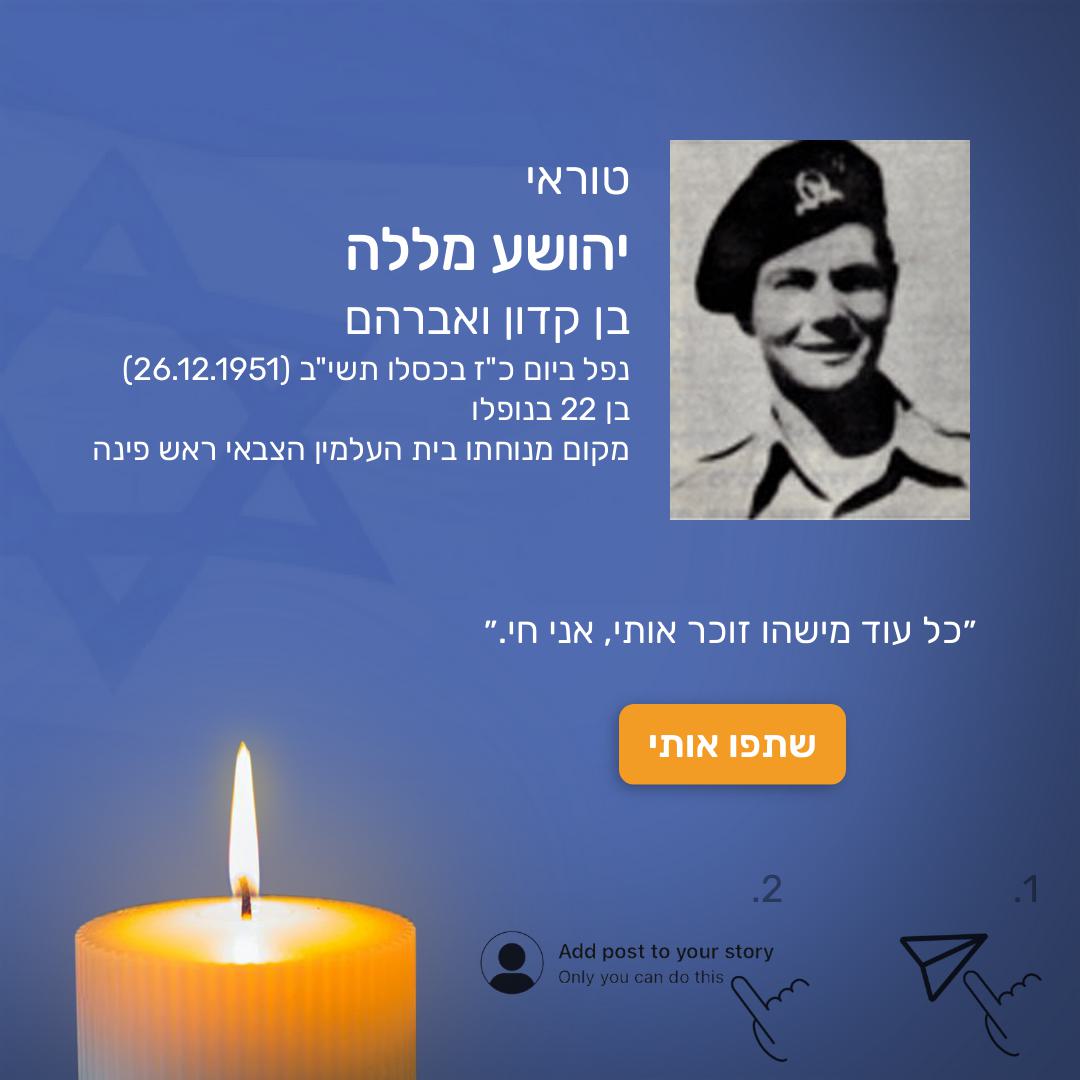 טוראי
יהושע מללה
בן קדון ואברהם
נפל ביום כ"ז בכסלו תשי"ב (26.12.1951)
בן 22 בנופלו
מקום מנוחתו בית העלמין הצבאי ראש פינה
״כל עוד מישהו זוכר אותי, אני חי.״
שתפו אותי
1.
2.
Add post to your story
Only you can do this